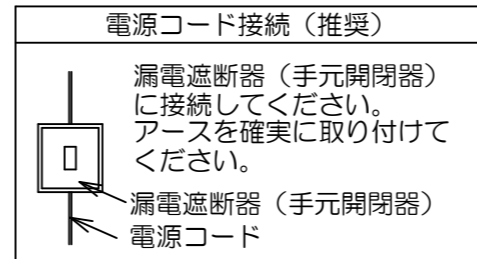 電源コード接続（推奨）
漏電遮断器（手元開閉器）
に接続してください。
アースを確実に取り付けて
ください。
漏電遮断器（手元開閉器）
電源コード